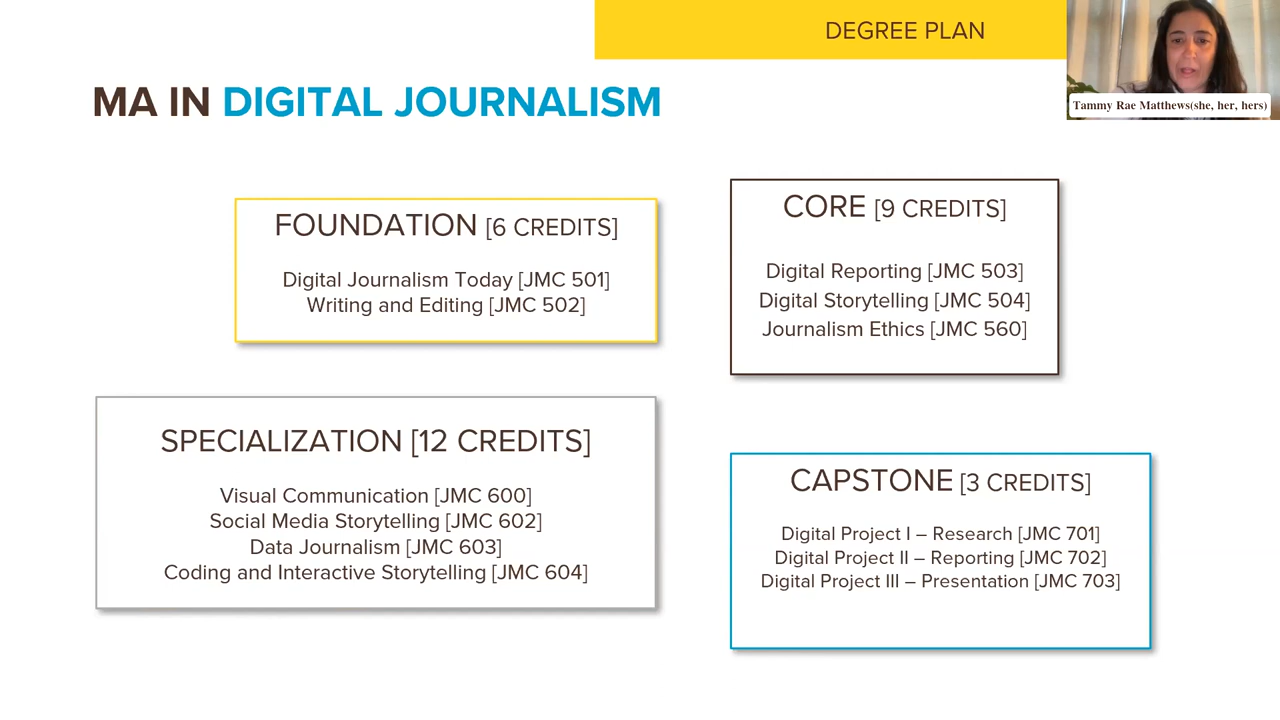 DEGREE PLAN
Tammy Rae Matthews(she, her, hers)
MA IN DIGITAL JOURNALISM
FOUNDATION [6 CREDITS]
Digital Journalism Today [JMC 501]
Writing and Editing [JMC 502]
CORE [9 CREDITS]
Digital Reporting [JMC 503]
Digital Storytelling [JMC 504]
Journalism Ethics [JMC 560]
SPECIALIZATION [12 CREDITS]
Visual Communication [JMC 600]
Social Media Storytelling [JMC 602]
Data Journalism [JMC 603]
Coding and Interactive Storytelling [JMC 604]
CAPSTONE [3 CREDITS]
Digital Project I – Research [JMC 701]
Digital Project II – Reporting [JMC 702]
Digital Project III – Presentation [JMC 703]